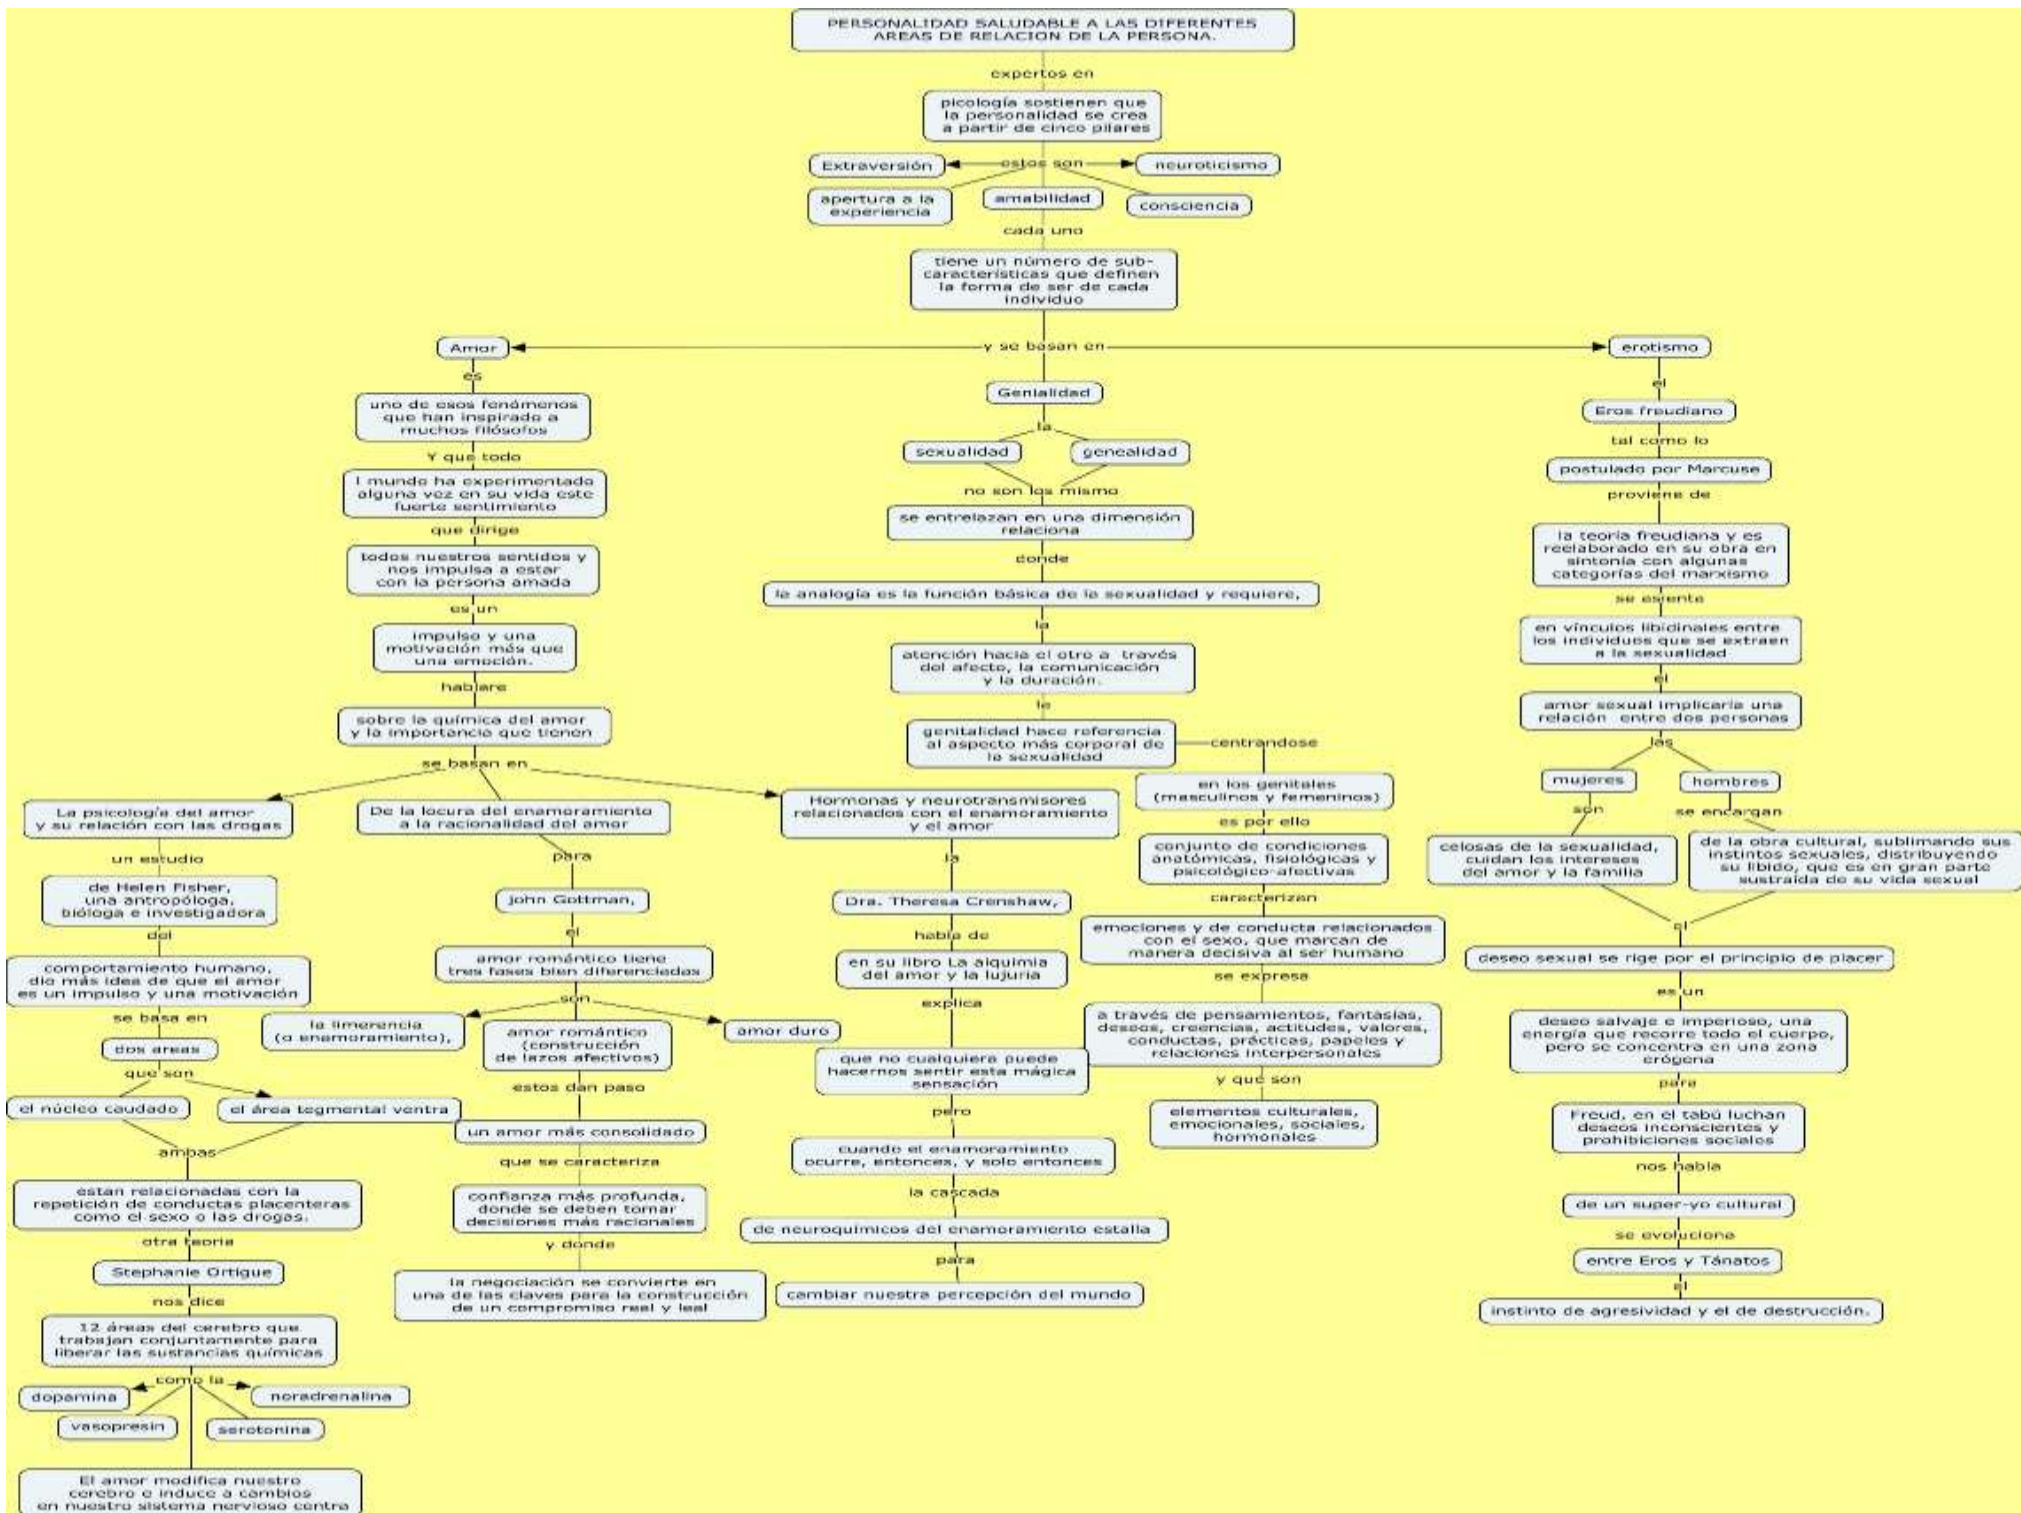 PERSONALIDAD SALUDABLE A LAS DIFERENTES
AREAS DE RELACION DE LA PERSONA.
expertos en
picología sostienen que
la personalidad se crea
a partir de cinco pilares
Extraversión
estos son
neuroticismo
apertura a la
experiencia
amabilidad
consciencia
cada uno
tiene un número de sub-
características que definen
la forma de ser de cada
individuo
y se basan en
Amor
es
uno de esos fenómenos
que han inspirado a
muchos filósofos
Y que todo
l mundo ha experimentado
alguna vez en su vida este
fuerte sentimiento
que dirige
todos nuestros sentidos y
nos impulsa a estar
con la persona amada
es un
impulso y una
motivación más que
una emoción.
hablare
sobre la química del amor
y la importancia que tienen
se basan en
La psicología del amor
y su relación con las drogas
un estudio
de Helen Fisher,
una antropóloga,
bióloga e investigadora
del
comportamiento humano,
dio más idea de que el amor
es un impulso y una motivación
se basa en
dos areas
que son
el núcleo caudado
el área tegmental ventra
ambas
estan relacionadas con la
repetición de conductas placenteras
como el sexo o las drogas.
otra teoria
Stephanie Ortigue
nos dice
12 áreas del cerebro que
trabajan conjuntamente para
liberar las sustancias químicas
como la
dopamina
noradrenalina
vasopresin
serotonina
El amor modifica nuestro
cerebro e induce a cambios
en nuestro sistema nervioso centra
De la locura del enamoramiento
a la racionalidad del amor
para
john Gottman,
el
amor romántico tiene
tres fases bien diferenciadas
son
la limerencia
(o enamoramiento),
amor romántico
(construcción
de lazos afectivos)
amor duro
estos dan paso
un amor más consolidado
que se caracteriza
confianza más profunda,
donde se deben tomar
decisiones más racionales
y donde
la negociación se convierte en
una de las claves para la construcción
de un compromiso real y leal
Hormonas y neurotransmisores
relacionados con el enamoramiento
y el amor
la
Dra. Theresa Crenshaw,
habla de
en su libro La alquimia
del amor y la lujuria
explica
que no cualquiera puede
hacernos sentir esta mágica
sensación
pero
cuando el enamoramiento
ocurre, entonces, y solo entonces
la cascada
de neuroquímicos del enamoramiento estalla
para
cambiar nuestra percepción del mundo
Genialidad
la
sexualidad
genealidad
no son los mismo
se entrelazan en una dimensión
relaciona
donde
la analogía es la función básica de la sexualidad y requiere,
la
atención hacia el otro a través
del afecto, la comunicación
y la duración.
le
genitalidad hace referencia
al aspecto más corporal de
la sexualidad
centrandose
en los genitales
(masculinos y femeninos)
es por ello
conjunto de condiciones
anatómicas, fisiológicas y
psicológico-afectivas
caracterizan
emociones y de conducta relacionados
con el sexo, que marcan de
manera decisiva al ser humano
se expresa
a través de pensamientos, fantasías,
deseos, creencias, actitudes, valores,
conductas, prácticas, papeles y
relaciones interpersonales
y que son
elementos culturales,
emocionales, sociales,
hormonales
erotismo
el
Eros freudiano
tal como lo
postulado por Marcuse
proviene de
la teoría freudiana y es
reelaborado en su obra en
sintonía con algunas
categorías del marxismo
se esienta
en vínculos libidinales entre
los individuos que se extraen
a la sexualidad
el
amor sexual implicaría una
relación entre dos personas
las
mujeres
hombres
son
se encargan
celosas de la sexualidad,
cuidan los intereses
del amor y la familia
de la obra cultural, sublimando sus
instintos sexuales, distribuyendo
su libido, que es en gran parte
sustraída de su vida sexual
el
deseo sexual se rige por el principio de placer
es un
deseo salvaje e imperioso, una
energía que recorre todo el cuerpo,
pero se concentra en una zona
erógena
para
Freud, en el tabú luchan
deseos inconscientes y
prohibiciones sociales
nos habla
de un super-yo cultural
se evoluciona
entre Eros y Tánatos
el
instinto de agresividad y el de destrucción.